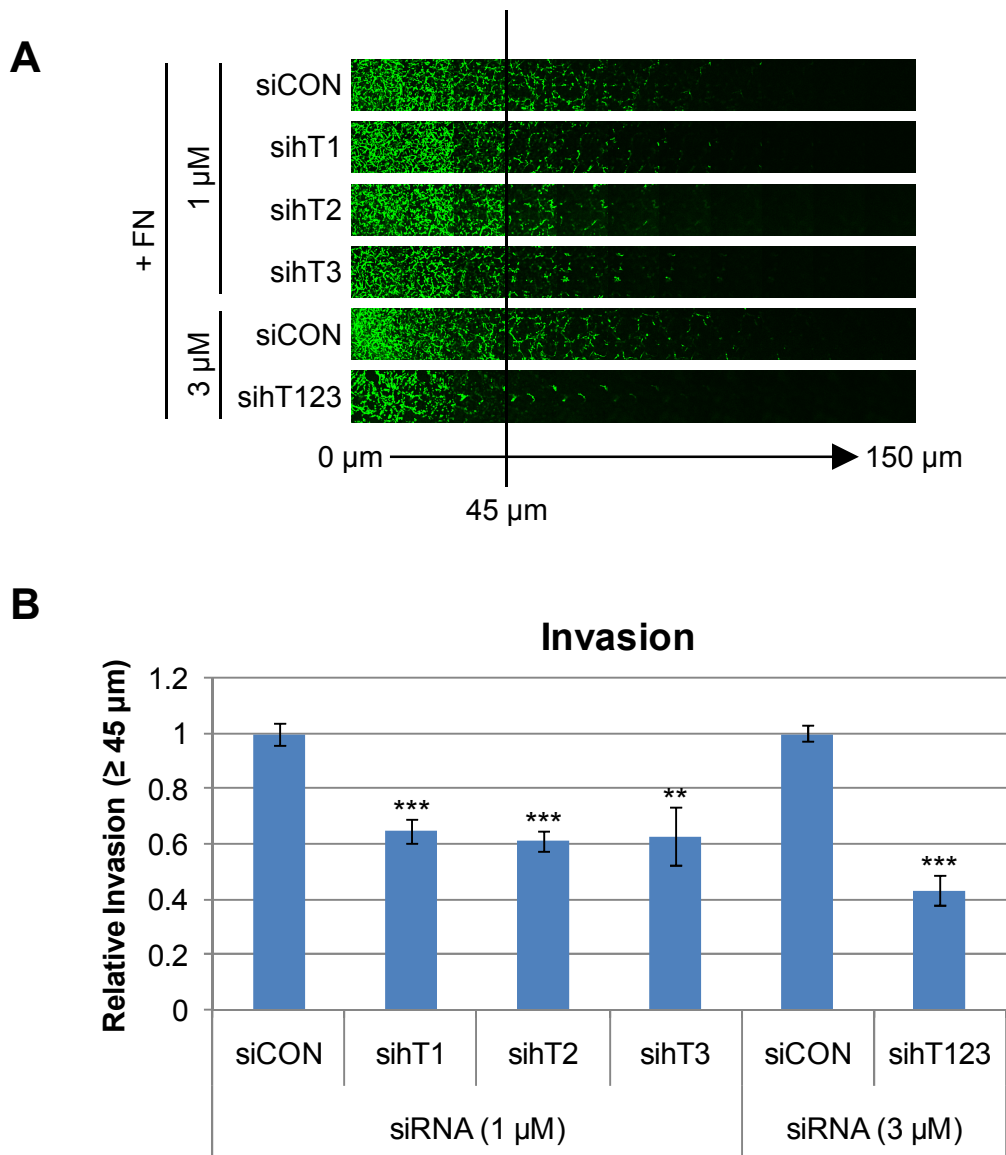 A
+ FN
1 µM
siCON
sihT1
sihT2
sihT3
3 µM
siCON
sihT123
0 µm
150 µm
45 µm
B
Invasion
Relative Invasion (≥ 45 µm)
1.2
1
0.8
0.6
0.4
0.2
0
***
***
**
***
siCON
sihT1
sihT2
sihT3
siCON
sihT123
siRNA (1 µM)
siRNA (3 µM)